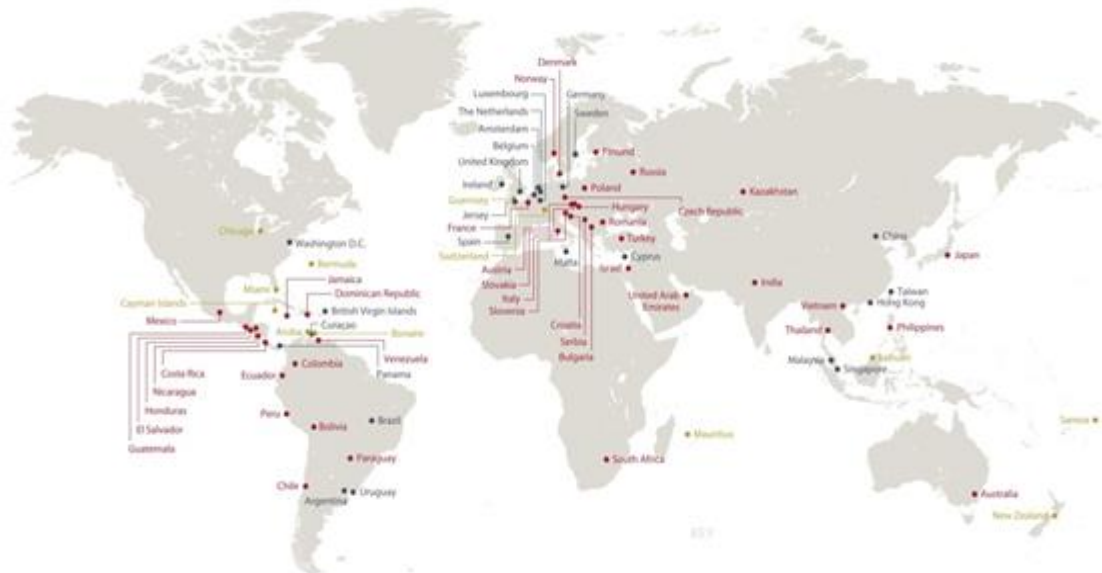 Denmark
Norway
Luxembourg
Germany
The Netherlands
Sweden
Amsterdam
Belgium
United Kingdom
Ireland
Guernsey
Jersey
France
Spain
Switzerland
Austria
Slovakia
Italy
Slovenia
Russia
Poland
Kazakhstan
Hungary
Czech Republic
Romania
Turkey
Malta
Cyprus
Israel
United Arab
Emirates
Croatia
Serbia
Bulgaria
Chicago
Washington D.C.
Bermuda
Miami
Jamaica
Cayman Islands
Dominican Republic
Mexico
British Virgin Islands
Aruba
Curaçao
Bonaire
Venezuela
Panama
Costa Rica
Nicaragua
Honduras
El Salvador
Guatemala
Ecuador
Colombia
Peru
Bolivia
Brazil
Paraguay
Chile
Argentina
Uruguay
China
Japan
India
Taiwan
Hong Kong
Vietnam
Thailand
Philippines
Malaysia
Singapore
Mauritius
Samoa
South Africa
Australia
New Zealand
KEY